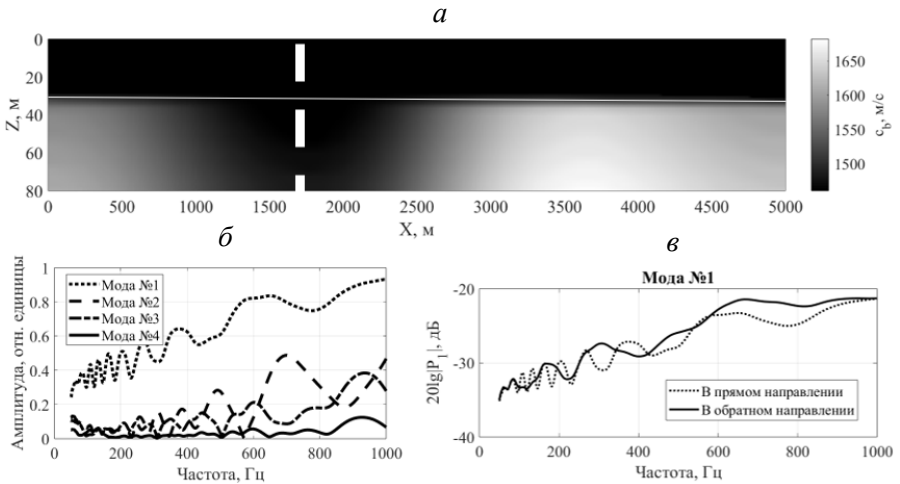 а
Z, м
0
20
40
60
80
0 500 1000 1500 2000 2500 3000 3500 4000 4500 5000
X, м
1650
1600
1550
1500
c_b, м/с
б
Амплитуда, отн. единицы
1
0.8
0.6
0.4
0.2
0
Мода №1
Мода №2
Мода №3
Мода №4
0 200 400 600 800 1000
Частота, Гц
в
Мода №1
20lg|P_1|, дБ
-20
-30
-40
В прямом направлении
В обратном направлении
0 200 400 600 800 1000
Частота, Гц